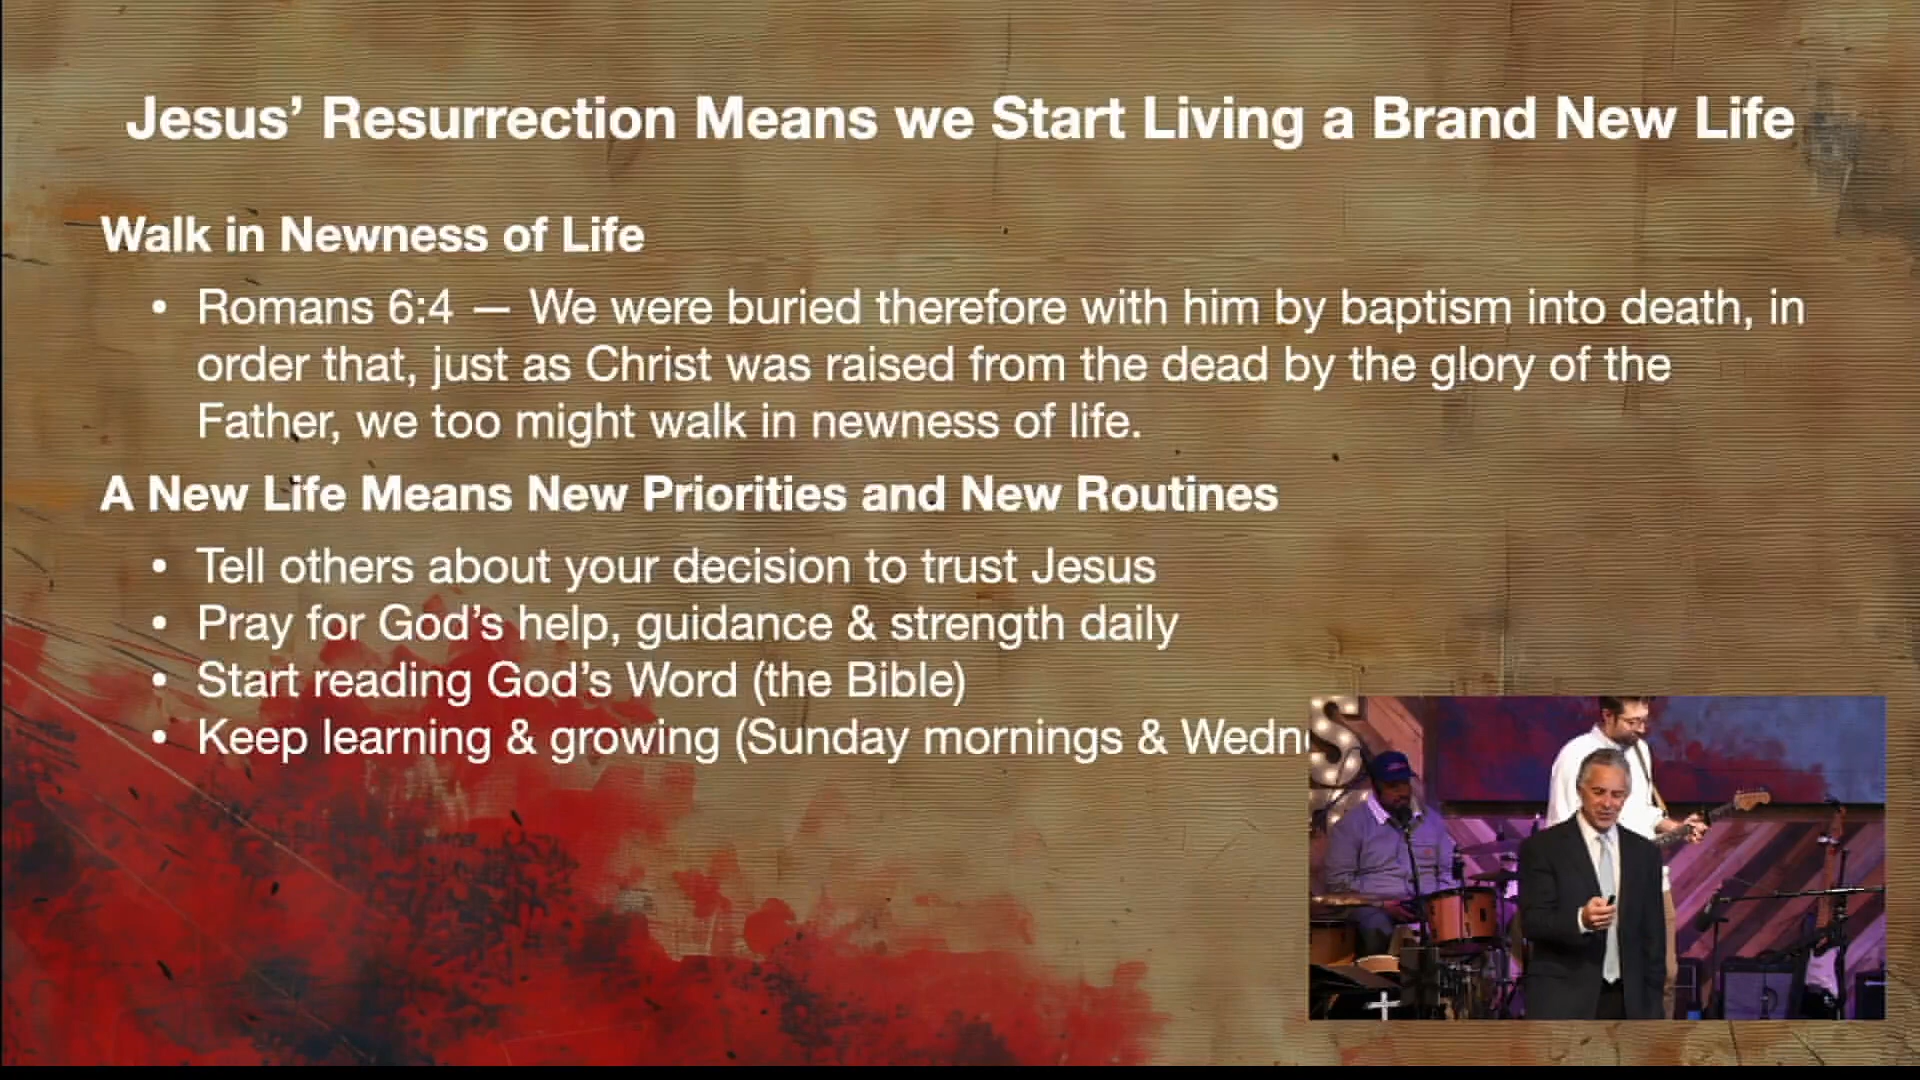 Jesus’ Resurrection Means we Start Living a Brand New Life
Walk in Newness of Life
• Romans 6:4 — We were buried therefore with him by baptism into death, in
order that, just as Christ was raised from the dead by the glory of the
Father, we too might walk in newness of life.
A New Life Means New Priorities and New Routines
• Tell others about your decision to trust Jesus
• Pray for God’s help, guidance & strength daily
• Start reading God’s Word (the Bible)
• Keep learning & growing (Sunday mornings &